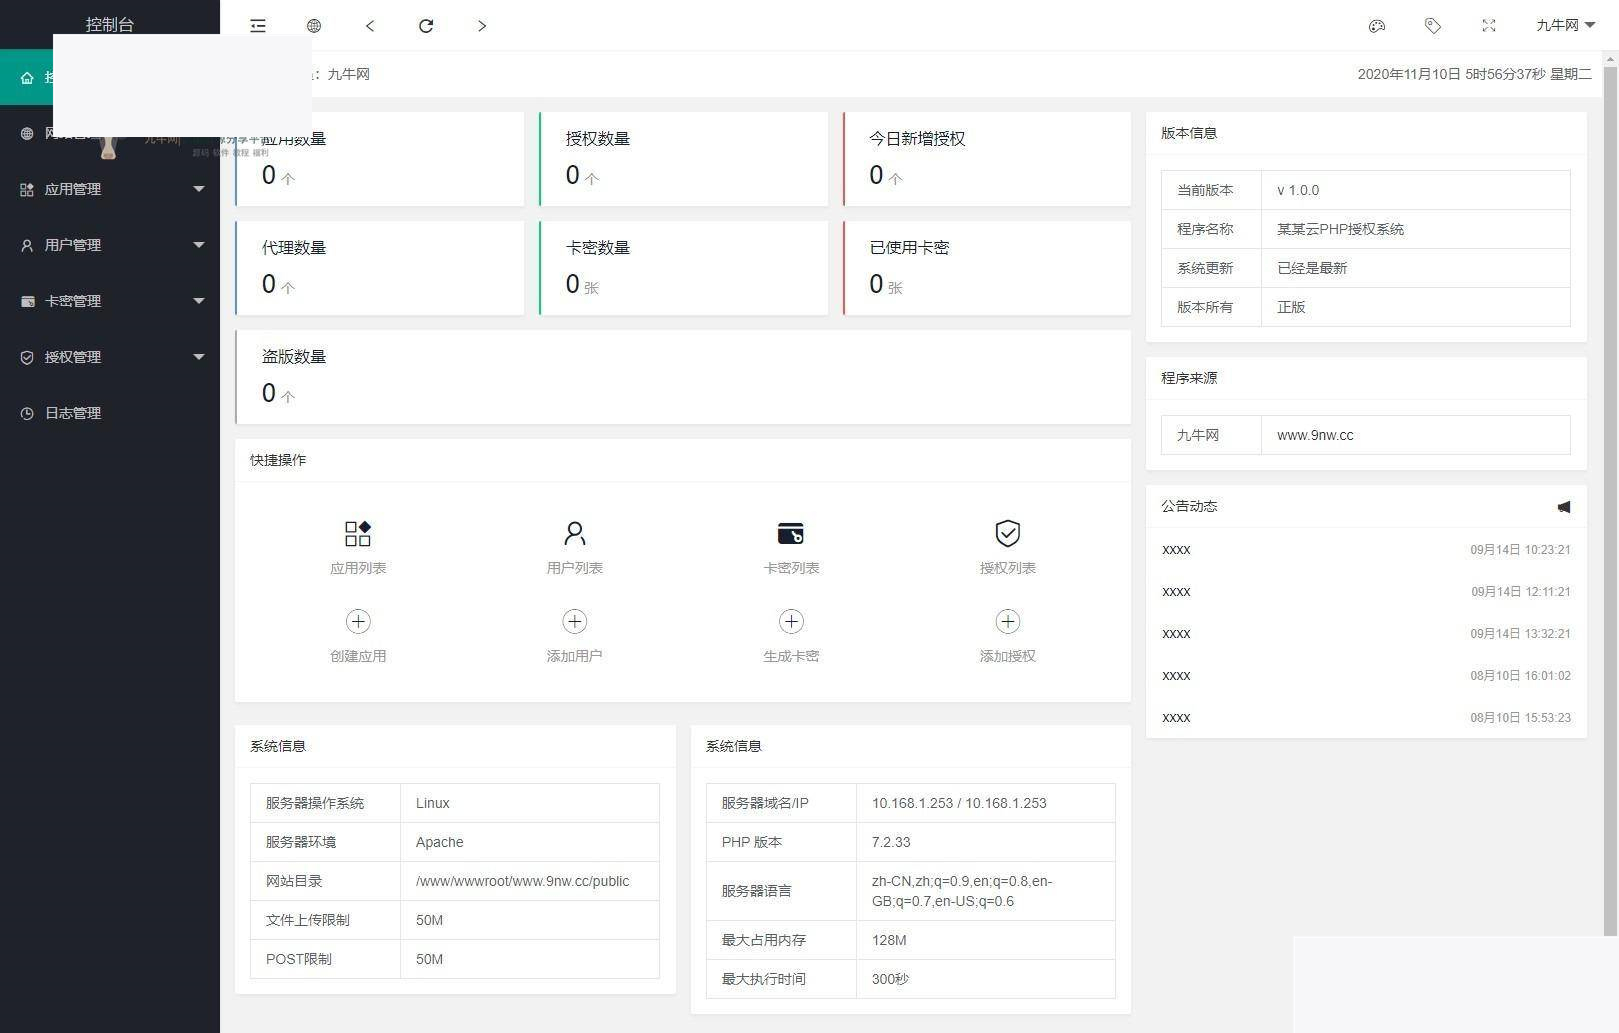 控制台
九牛网
：九牛网
2020年11月10日 5时56分37秒 星期二
应用管理
用户管理
卡密管理
授权管理
日志管理
九牛网
源码 软件 教程 福利
应用数量
0 个
授权数量
0 个
今日新增授权
0 个
代理数量
0 个
卡密数量
0 张
已使用卡密
0 张
盗版数量
0 个
快捷操作
应用列表
用户列表
卡密列表
授权列表
创建应用
添加用户
生成卡密
添加授权
系统信息
服务器操作系统 Linux
服务器环境 Apache
网站目录 /www/wwwroot/www.9nw.cc/public
文件上传限制 50M
POST限制 50M
系统信息
服务器域名/IP 10.168.1.253 / 10.168.1.253
PHP 版本 7.2.33
服务器语言 zh-CN,zh;q=0.9,en;q=0.8,en-
GB;q=0.7,en-US;q=0.6
最大占用内存 128M
最大执行时间 300秒
版本信息
当前版本 v 1.0.0
程序名称 某某云PHP授权系统
系统更新 已经是最新
版本所有 正版
程序来源
九牛网 www.9nw.cc
公告动态
xxxx 09月14日 10:23:21
xxxx 09月14日 12:11:21
xxxx 09月14日 13:32:21
xxxx 08月10日 16:01:02
xxxx 08月10日 15:53:23